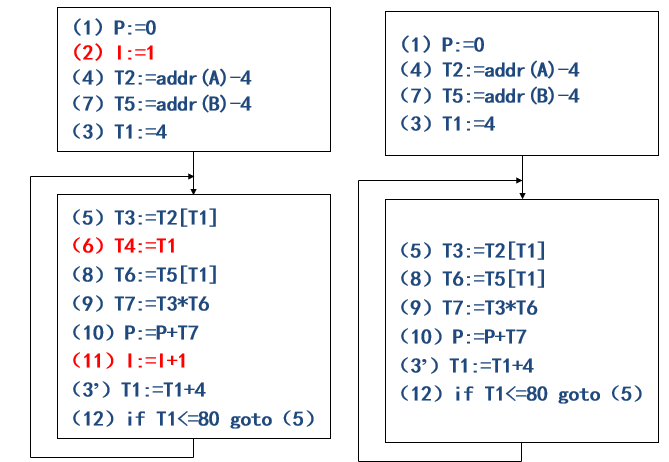 (1) P:=0
(2) I:=1
(4) T2:=addr(A)-4
(7) T5:=addr(B)-4
(3) T1:=4
(5) T3:=T2[T1]
(6) T4:=T1
(8) T6:=T5[T1]
(9) T7:=T3*T6
(10) P:=P+T7
(11) I:=I+1
(3’) T1:=T1+4
(12) if T1<=80 goto (5)
(1) P:=0
(4) T2:=addr(A)-4
(7) T5:=addr(B)-4
(3) T1:=4
(5) T3:=T2[T1]
(8) T6:=T5[T1]
(9) T7:=T3*T6
(10) P:=P+T7
(3’) T1:=T1+4
(12) if T1<=80 goto (5)